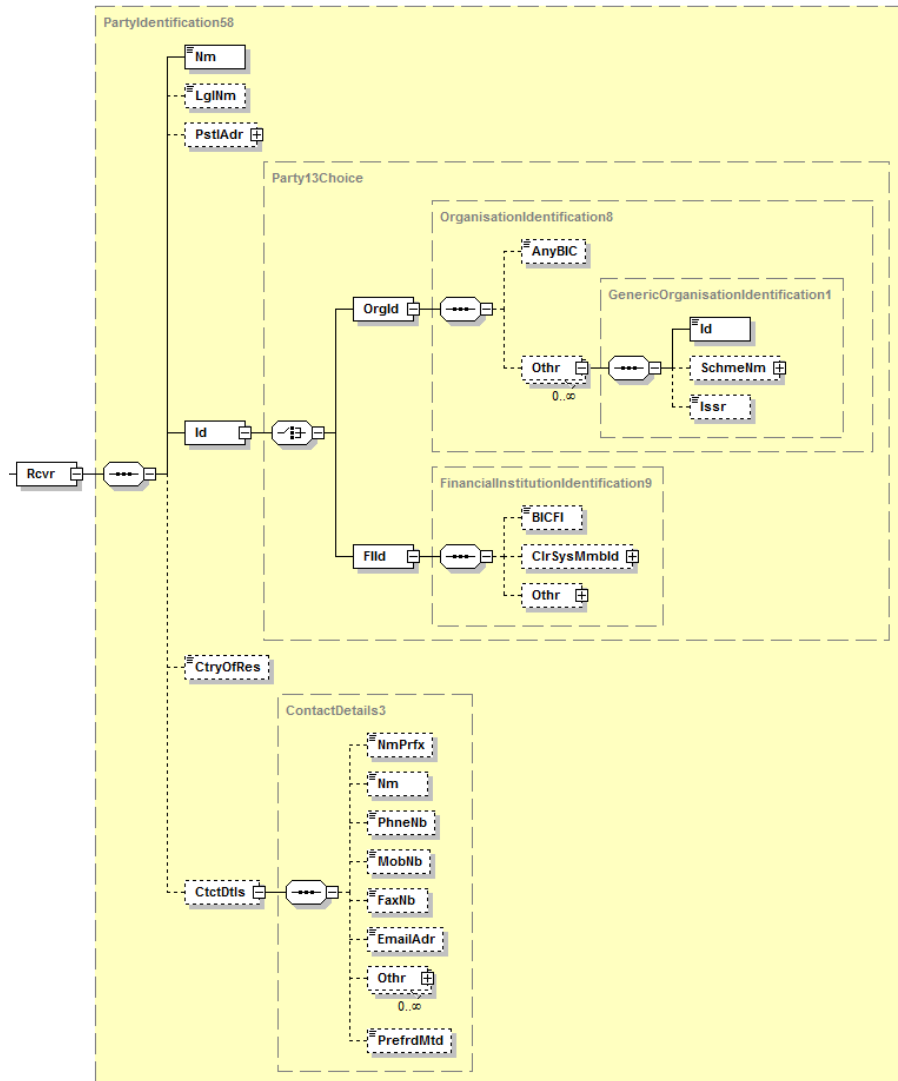 PartyIdentification58
Nm
LglNm
PstlAdr
Party13Choice
OrganisationIdentification8
AnyBIC
GenericOrganisationIdentification1
OrgId
Id
Othr
SchmeNm
0..∞
Issr
Id
Rcvr
FinancialInstitutionIdentification9
BICFI
FIId
ClrSysMmbId
Othr
CtryOfRes
ContactDetails3
NmPrfx
Nm
PhneNb
MobNb
CtctDtls
FaxNb
EmailAdr
Othr
0..∞
PrefrdMtd